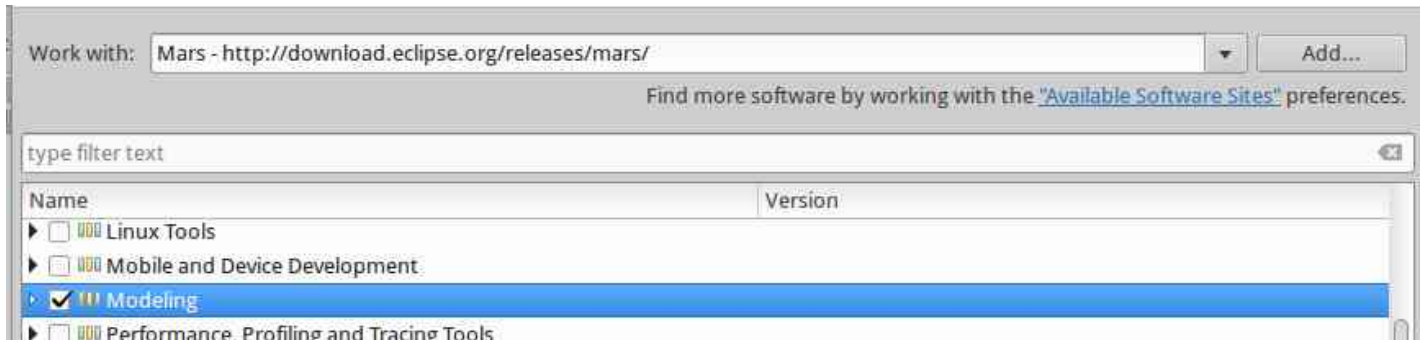 Work with: Mars - http://download.eclipse.org/releases/mars/ Add...
Find more software by working with the "Available Software Sites" preferences.
type filter text
Name Version
Linux Tools
Mobile and Device Development
Modeling
Performance, Profiling and Tracing Tools